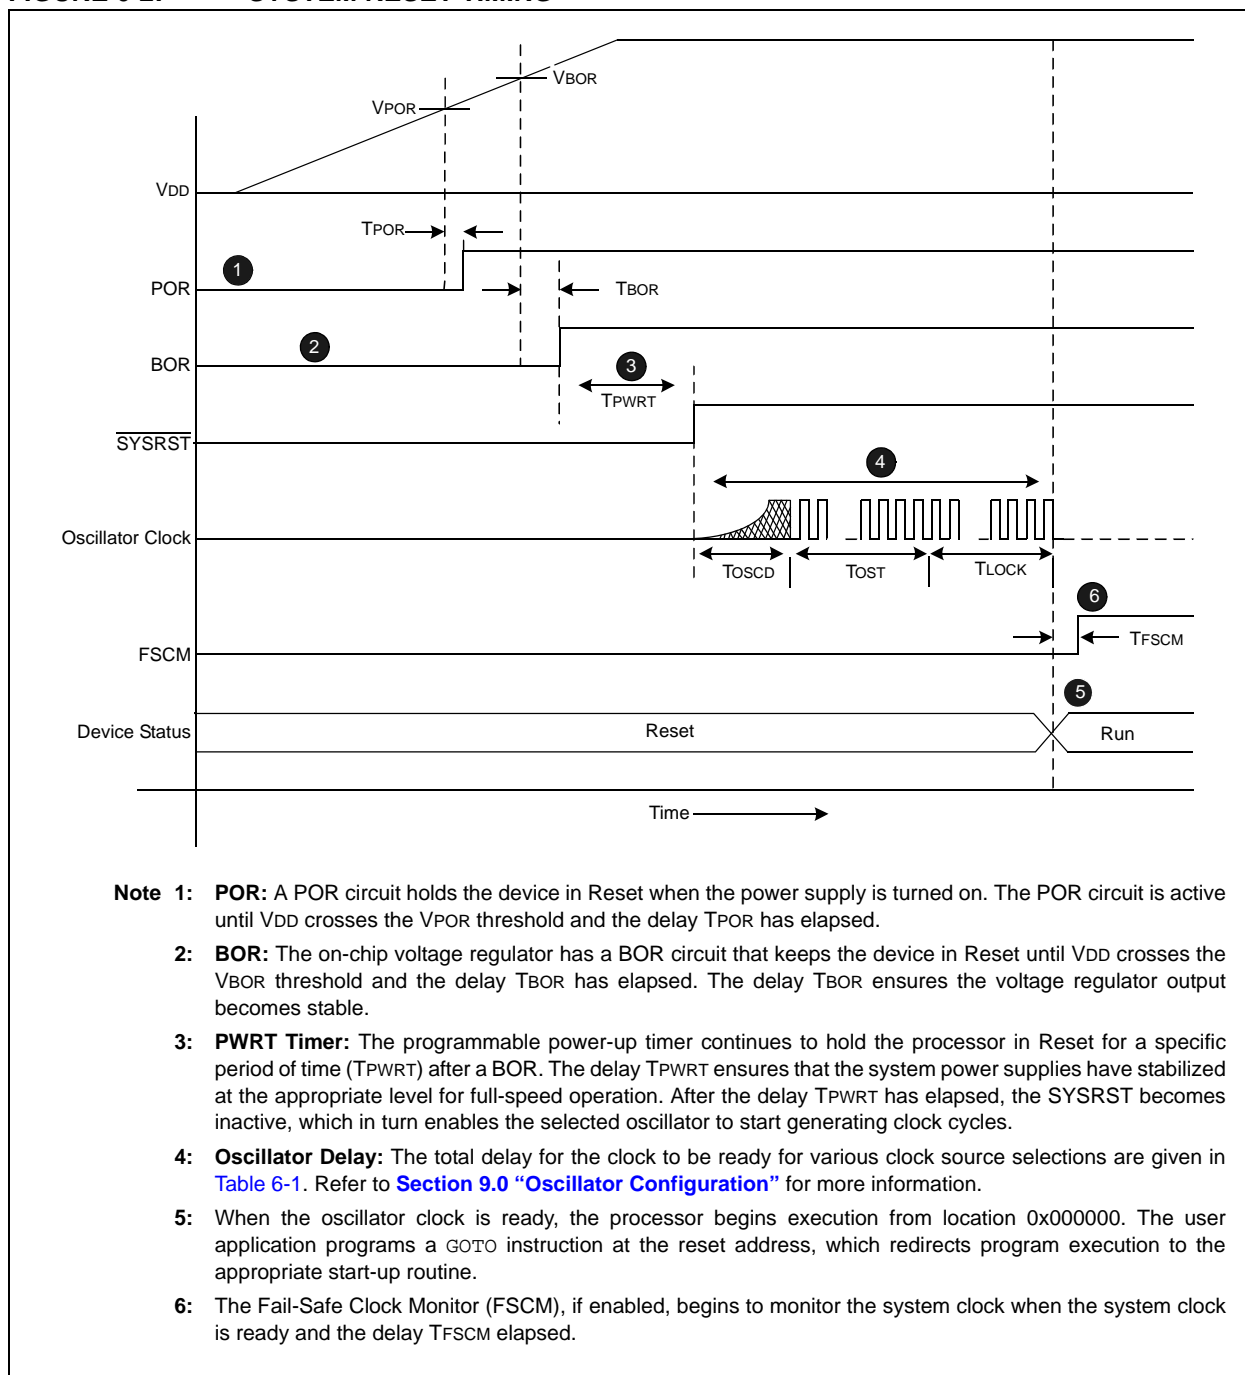 VBOR
VPOR
VDD
TPOR
1
POR
TBOR
2
BOR
3
TPWRT
SYSRST
4
Oscillator Clock
TOSCD
TOST
TLOCK
6
FSCM
TFSCM
5
Device Status
Reset
Run
Time
Note 1: POR: A POR circuit holds the device in Reset when the power supply is turned on. The POR circuit is active
until VDD crosses the VPOR threshold and the delay TPOR has elapsed.
2: BOR: The on-chip voltage regulator has a BOR circuit that keeps the device in Reset until VDD crosses the
VBOR threshold and the delay TBOR has elapsed. The delay TBOR ensures the voltage regulator output
becomes stable.
3: PWRT Timer: The programmable power-up timer continues to hold the processor in Reset for a specific
period of time (TPWRT) after a BOR. The delay TPWRT ensures that the system power supplies have stabilized
at the appropriate level for full-speed operation. After the delay TPWRT has elapsed, the SYSRST becomes
inactive, which in turn enables the selected oscillator to start generating clock cycles.
4: Oscillator Delay: The total delay for the clock to be ready for various clock source selections are given in
Table 6-1. Refer to Section 9.0 “Oscillator Configuration” for more information.
5: When the oscillator clock is ready, the processor begins execution from location 0x000000. The user
application programs a GOTO instruction at the reset address, which redirects program execution to the
appropriate start-up routine.
6: The Fail-Safe Clock Monitor (FSCM), if enabled, begins to monitor the system clock when the system clock
is ready and the delay TFSCM elapsed.